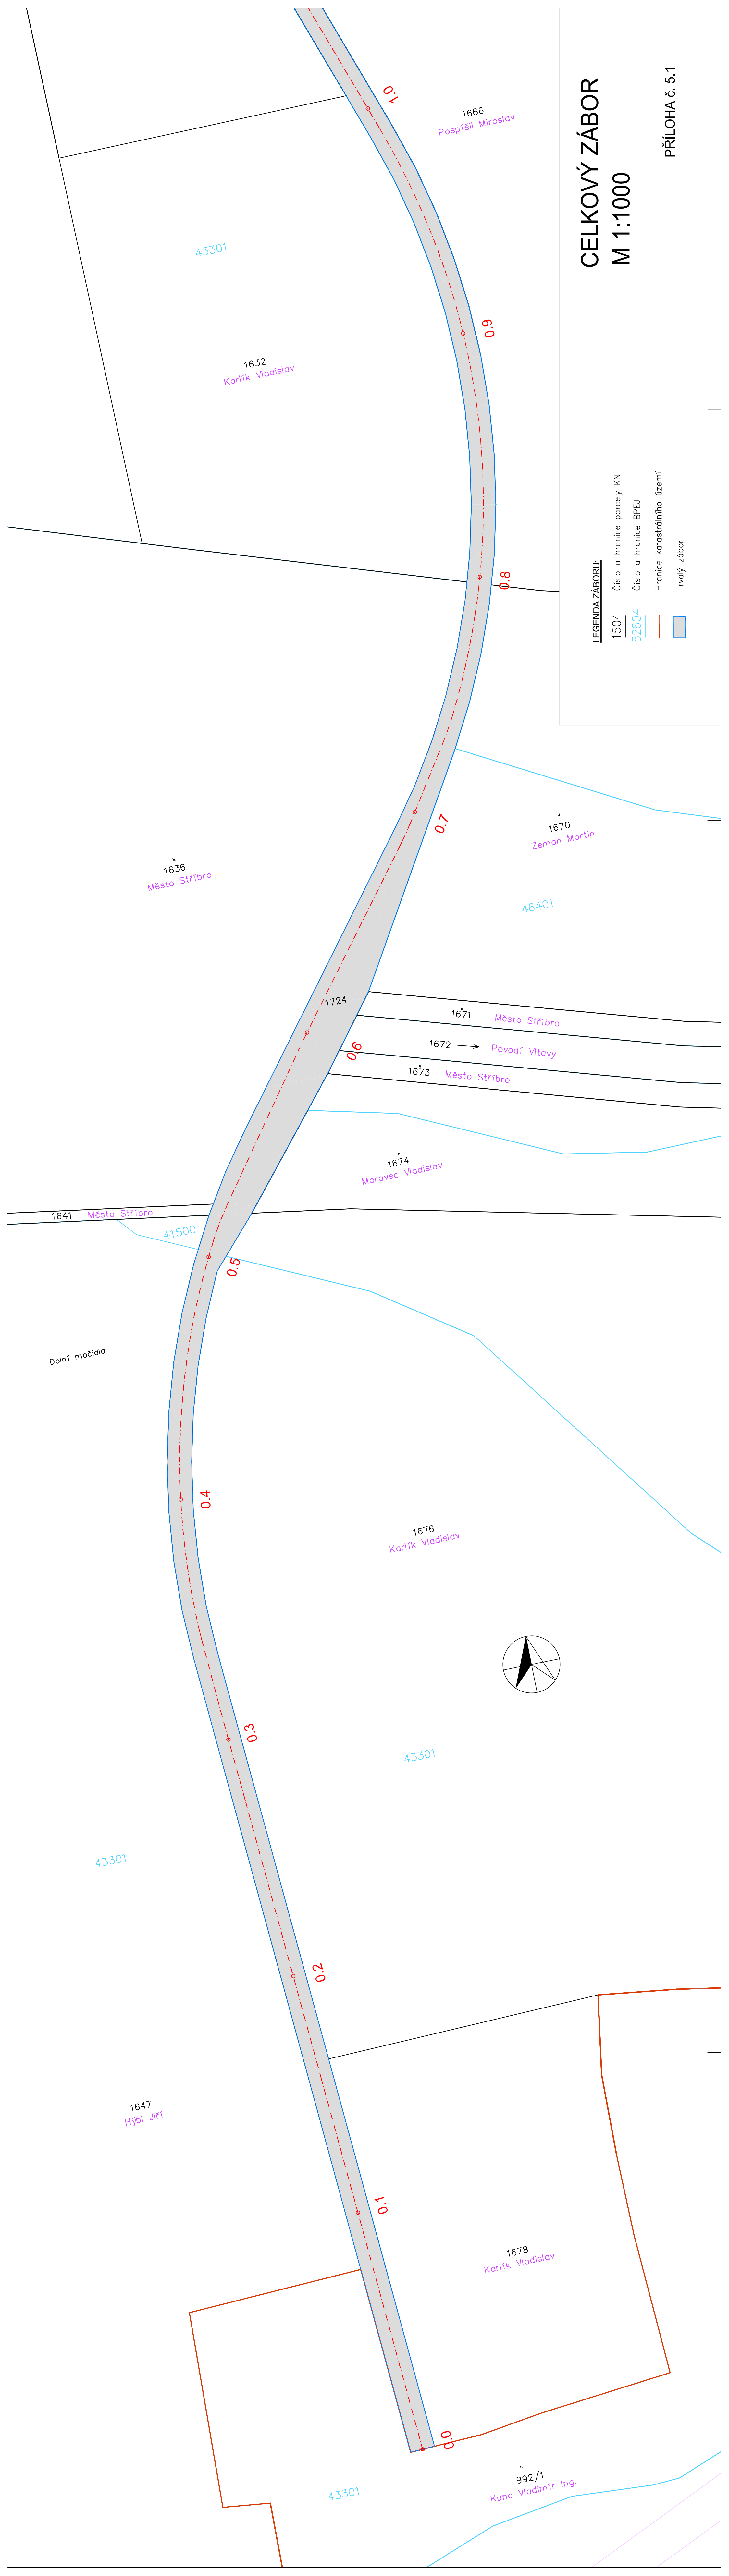 1.0
1666
Pospíšil Miroslav
CELKOVÝ ZÁBOR
M 1:1000
PŘÍLOHA č. 5.1
43301
0.9
1632
Karlík Vladislav
LEGENDA ZÁBORU:
1504 Číslo a hranice parcely KN
52604 Číslo a hranice BPEJ
Hranice katastrálního území
Trvalý zábor
0.8
0.7
1670
Zeman Martin
1636
Město Stříbro
46401
1724
1671 Město Stříbro
0.6
1672 Povodí Vltavy
1673 Město Stříbro
1674
Moravec Vladislav
1641 Město Stříbro
41500
0.5
Dolní močidla
0.4
1676
Karlík Vladislav
0.3
43301
43301
0.2
1647
Hýbl Jiří
0.1
1678
Karlík Vladislav
0.0
992/1
Kunc Vladimír Ing.
43301